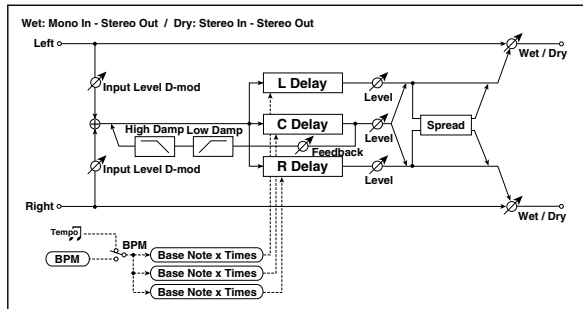 Wet: Mono In - Stereo Out / Dry: Stereo In - Stereo Out
Left
Wet / Dry
Input Level D-mod
L Delay
Level
High Damp
Low Damp
C Delay
Level
Spread
Feedback
Input Level D-mod
R Delay
Level
Right
Wet / Dry
Tempo
BPM
BPM
Base Note x Times
Base Note x Times
Base Note x Times